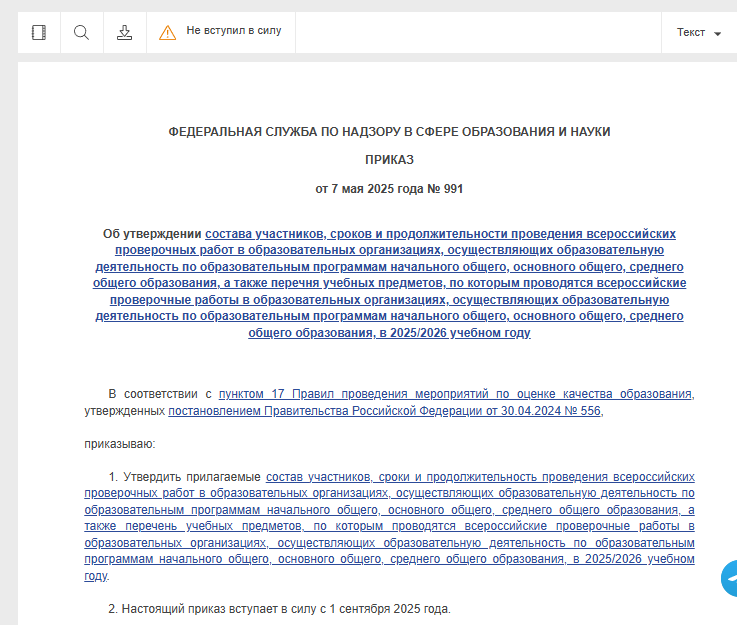 Не вступил в силу
Текст
ФЕДЕРАЛЬНАЯ СЛУЖБА ПО НАДЗОРУ В СФЕРЕ ОБРАЗОВАНИЯ И НАУКИ
ПРИКАЗ
от 7 мая 2025 года № 991
Об утверждении состава участников, сроков и продолжительности проведения всероссийских
проверочных работ в образовательных организациях, осуществляющих образовательную
деятельность по образовательным программам начального общего, основного общего, среднего
общего образования, а также перечня учебных предметов, по которым проводятся всероссийские
проверочные работы в образовательных организациях, осуществляющих образовательную
деятельность по образовательным программам начального общего, основного общего, среднего
общего образования, в 2025/2026 учебном году
В соответствии с пунктом 17 Правил проведения мероприятий по оценке качества образования,
утвержденных постановлением Правительства Российской Федерации от 30.04.2024 № 556,
приказываю:
1. Утвердить прилагаемые состав участников, сроки и продолжительность проведения всероссийских
проверочных работ в образовательных организациях, осуществляющих образовательную деятельность по
образовательным программам начального общего, основного общего, среднего общего образования, а
также перечень учебных предметов, по которым проводятся всероссийские проверочные работы в
образовательных организациях, осуществляющих образовательную деятельность по образовательным
программам начального общего, основного общего, среднего общего образования, в 2025/2026 учебном
году.
2. Настоящий приказ вступает в силу с 1 сентября 2025 года.